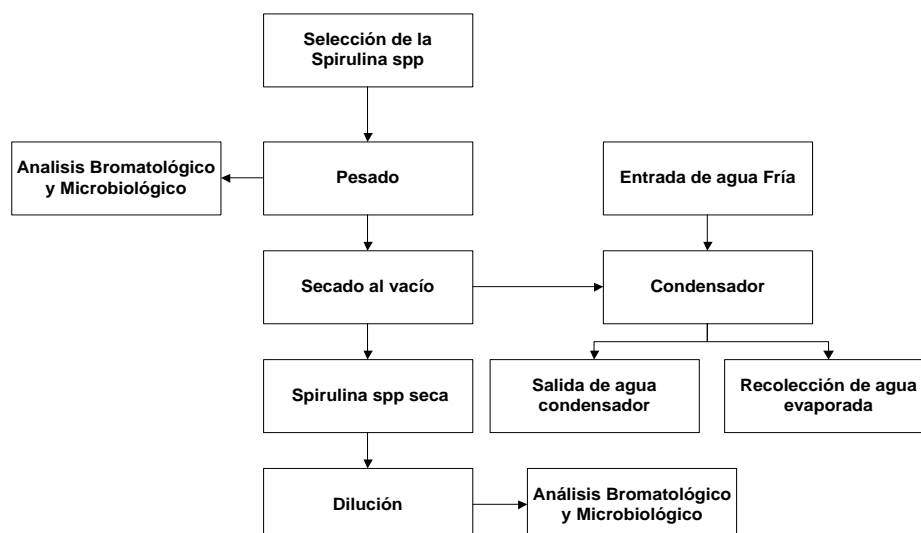 Selección de la
Spirulina spp
Analisis Bromatológico
y Microbiológico
Pesado
Entrada de agua Fría
Secado al vacío
Condensador
Spirulina spp seca
Salida de agua
condensador
Recolección de agua
evaporada
Dilución
Análisis Bromatológico
y Microbiológico